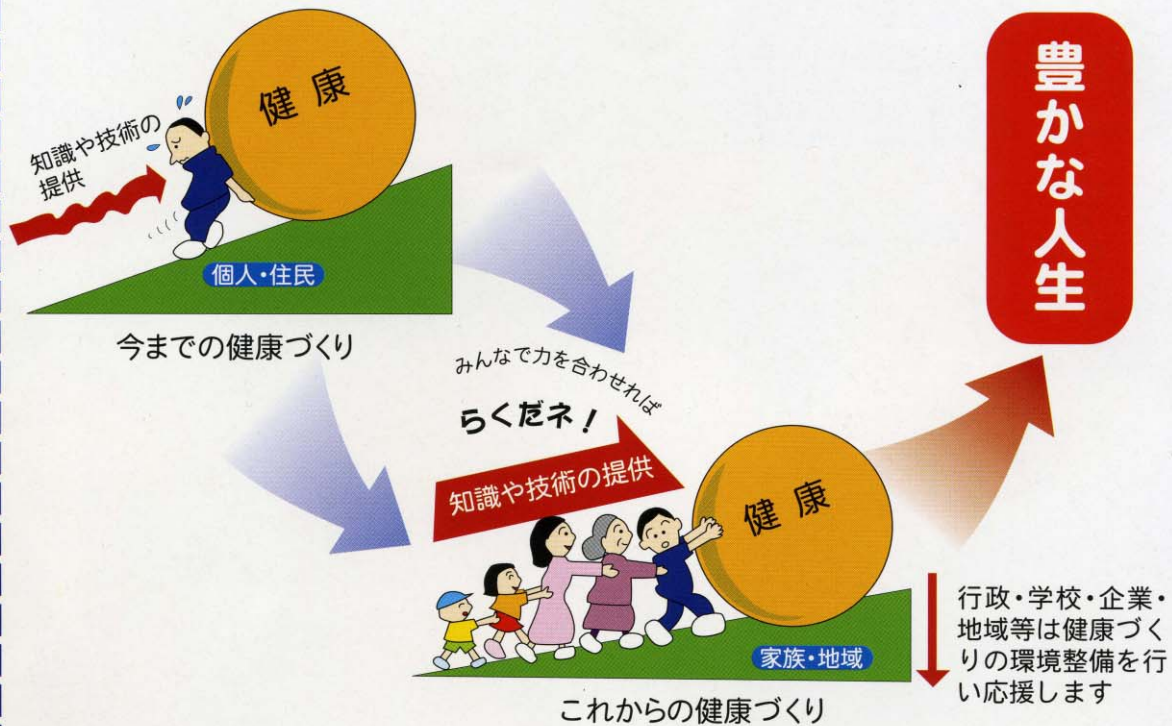 健康
知識や技術の
提供
個人・住民
今までの健康づくり
豊かな人生
みんなで力を合わせれば
らくだネ！
知識や技術の提供
健康
家族・地域
これからの健康づくり
行政・学校・企業・
地域等は健康づく
りの環境整備を行
い応援します